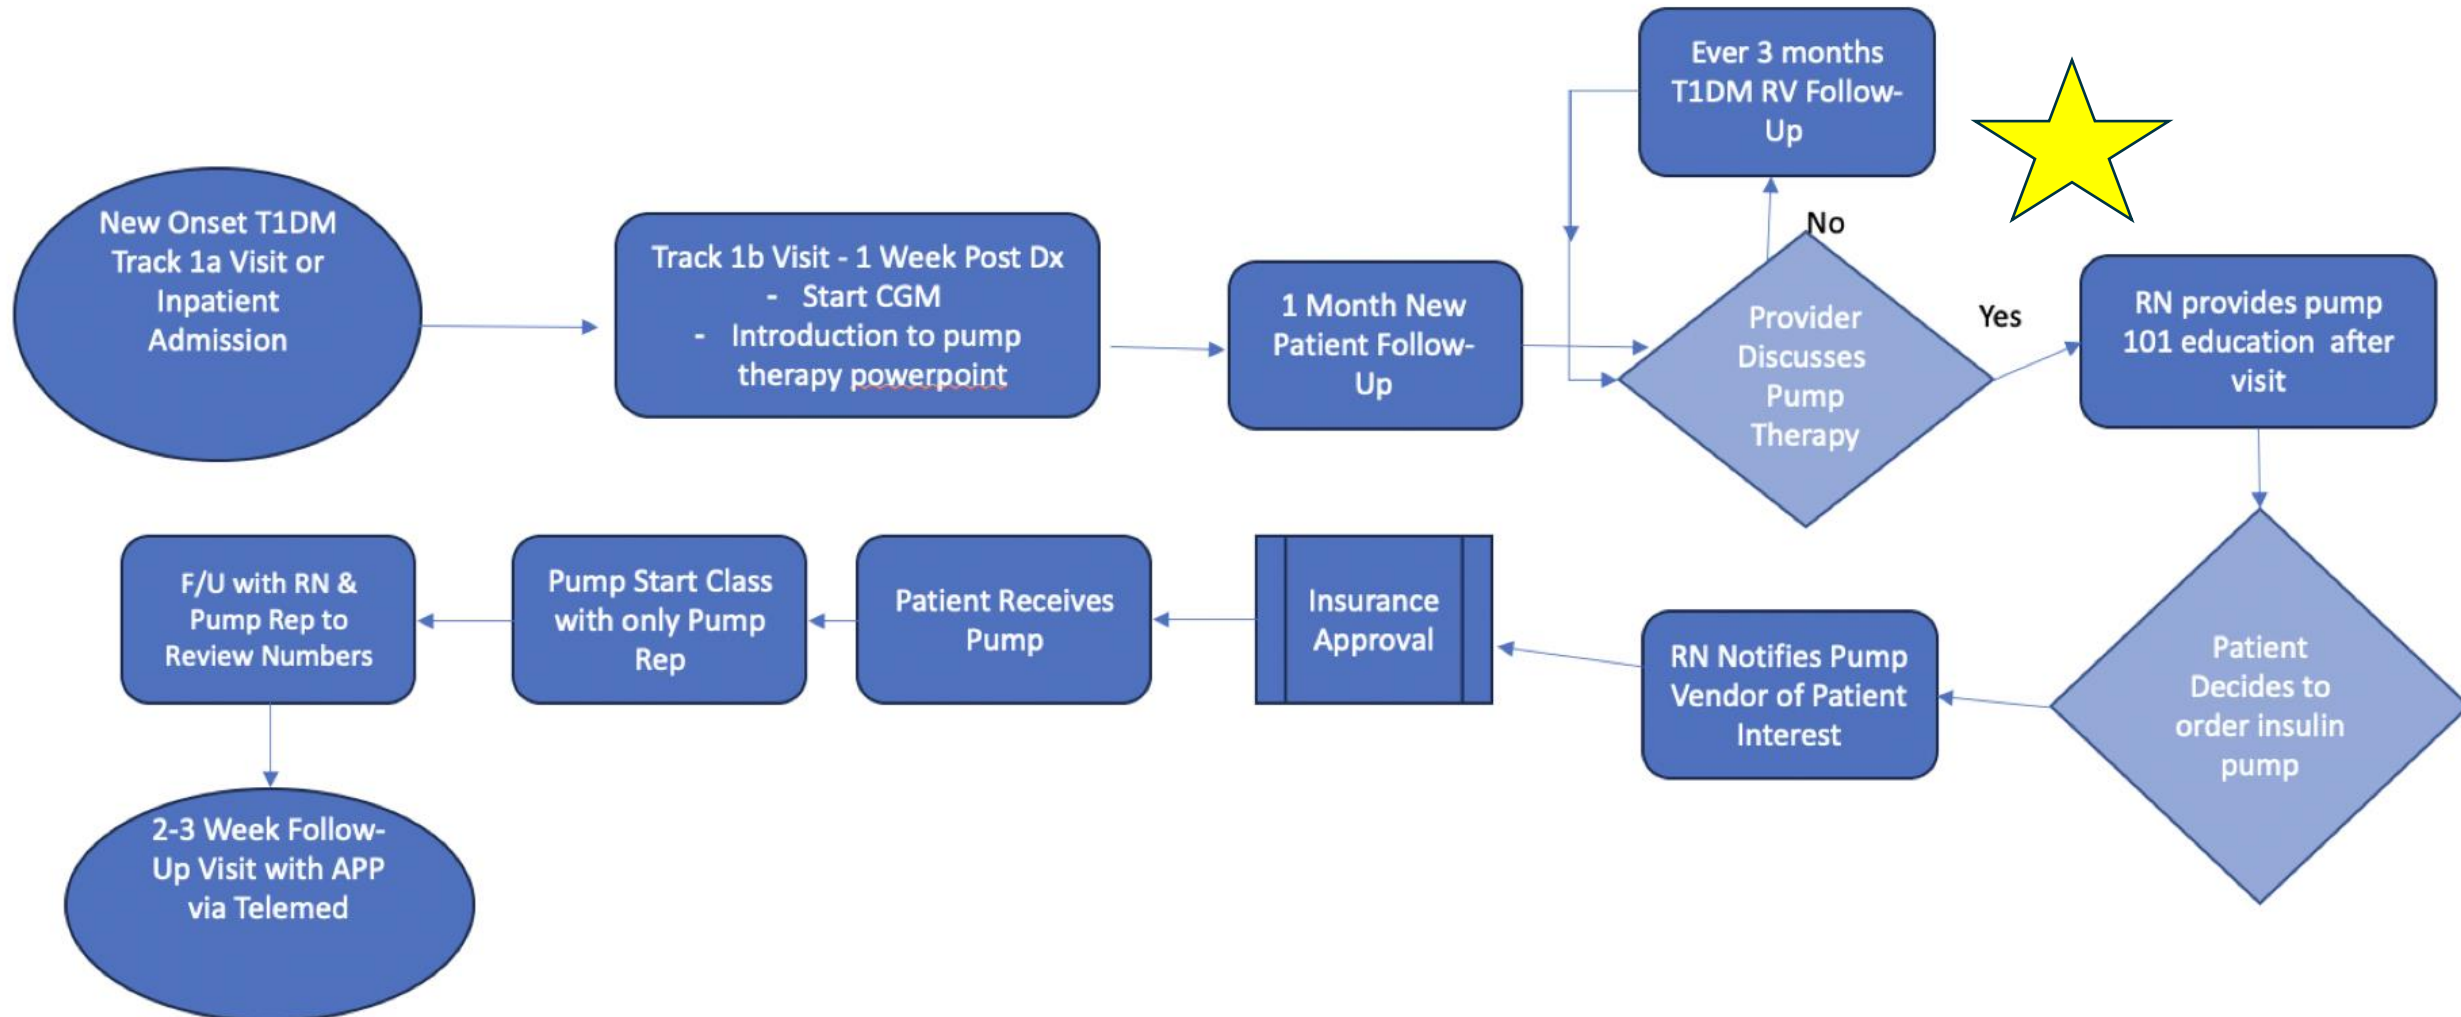 New Onset T1DM
Track 1a Visit or
Inpatient
Admission
Track 1b Visit - 1 Week Post Dx
- Start CGM
- Introduction to pump
therapy powerpoint
1 Month New
Patient Follow-
Up
Provider
Discusses
Pump
Therapy
No
Ever 3 months
T1DM RV Follow-
Up
Yes
RN provides pump
101 education after
visit
Patient
Decides to
order insulin
pump
RN Notifies Pump
Vendor of Patient
Interest
Insurance
Approval
Patient Receives
Pump
Pump Start Class
with only Pump
Rep
F/U with RN &
Pump Rep to
Review Numbers
2-3 Week Follow-
Up Visit with APP
via Telemed